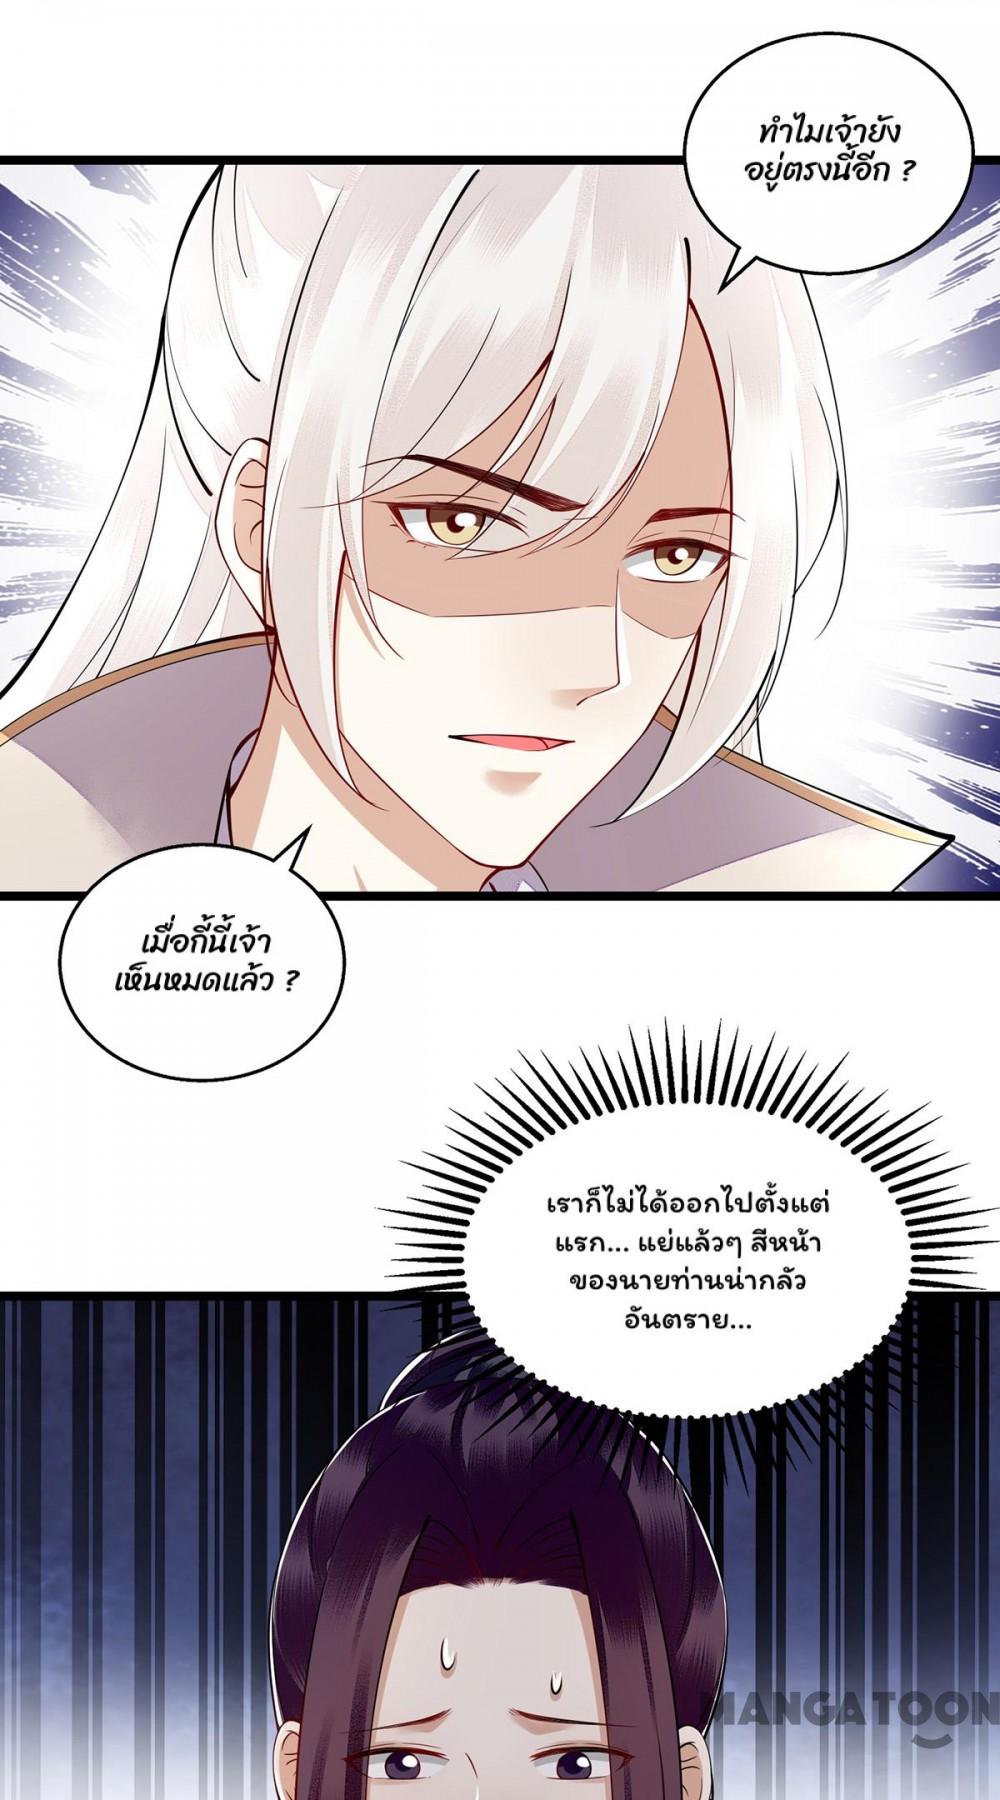 ทำไมเจ้ายัง
อยู่ตรงนี้อีก ?
เมื่อกี้นี้เจ้า
เห็นหมดแล้ว ?
เราก็ไม่ได้ออกไปตั้งแต่
แรก... แย่แล้วๆ สีหน้า
ของนายท่านน่ากลัว
อันตราย...
MANGATOON